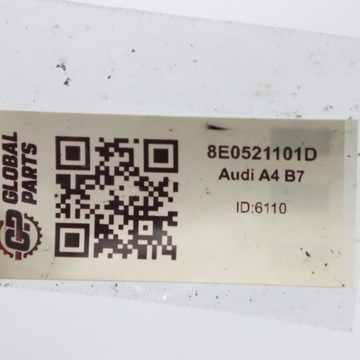 GLOBAL
PARTS
GP
8E0521101D
Audi A4 B7
ID:6110